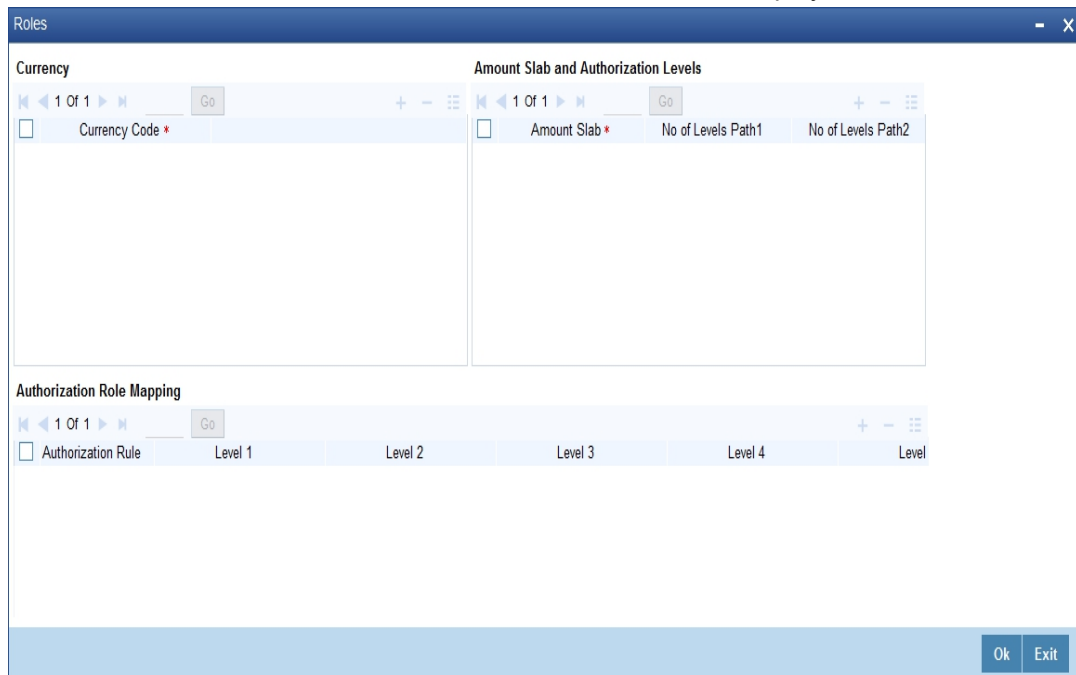 Roles
Currency
1 Of 1 Go
Currency Code *
Amount Slab and Authorization Levels
1 Of 1 Go
Amount Slab * No of Levels Path1 No of Levels Path2
Authorization Role Mapping
1 Of 1 Go
Authorization Rule Level 1 Level 2 Level 3 Level 4 Level
Ok Exit